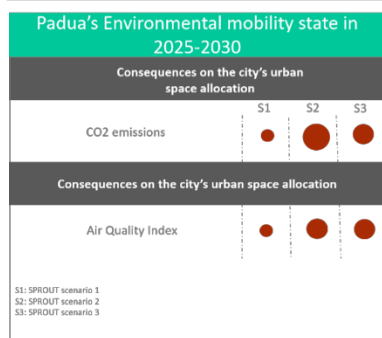 Padua's Environmental mobility state in
2025-2030
Consequences on the city's urban
space allocation
S1 S2 S3
CO2 emissions
Consequences on the city's urban space allocation
Air Quality Index
S1: SPROUT scenario 1
S2: SPROUT scenario 2
S3: SPROUT scenario 3